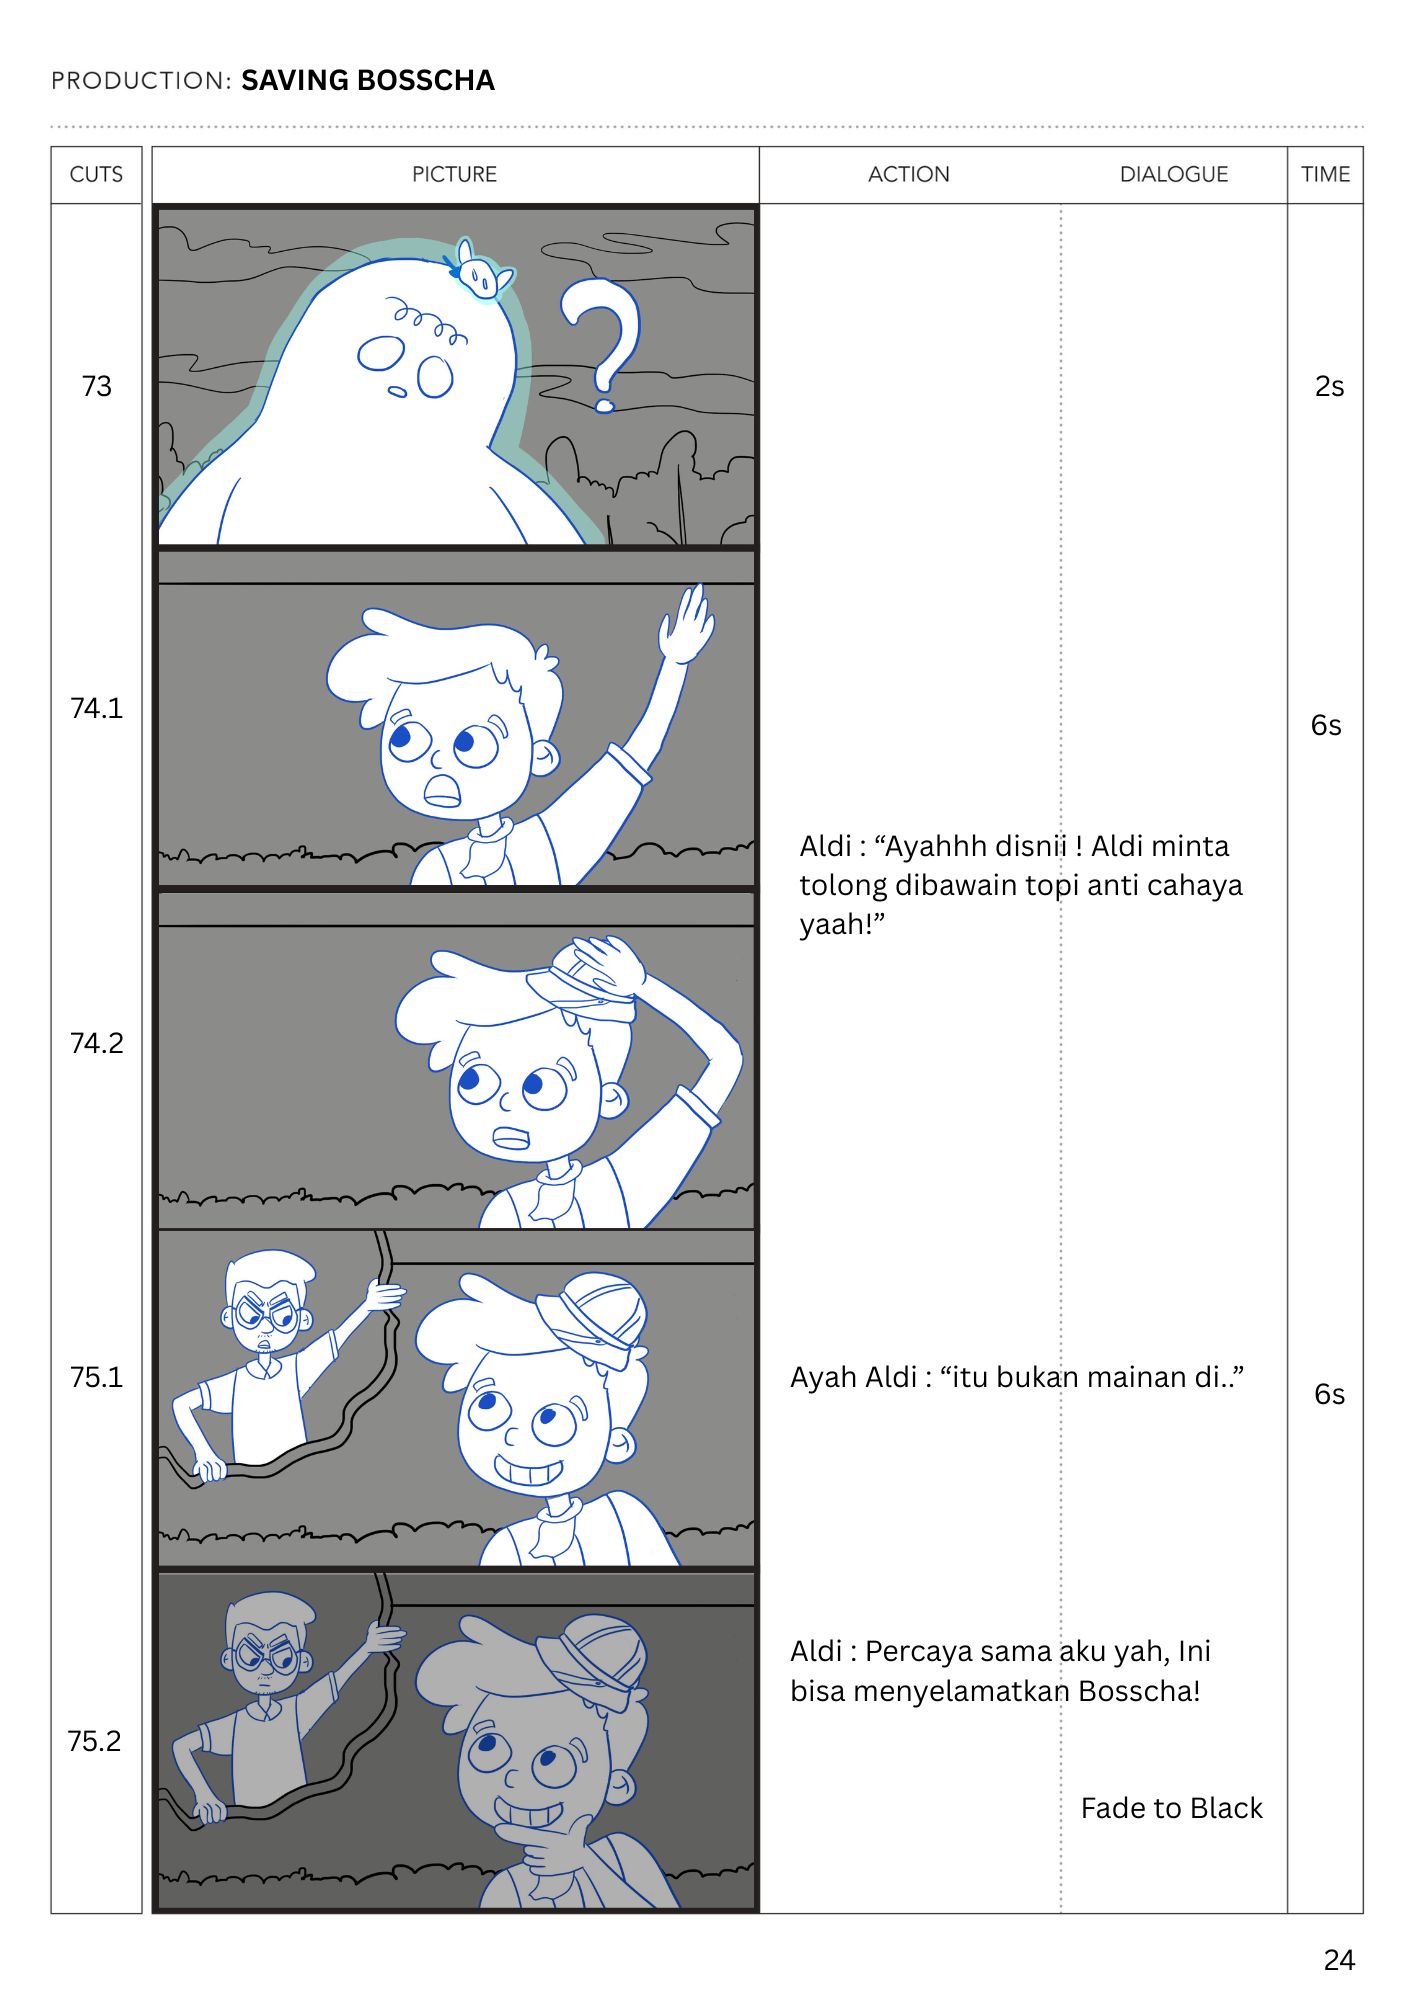 PRODUCTION: SAVING BOSSCHA
CUTS PICTURE ACTION DIALOGUE TIME
?
73 2s
74.1 6s
Aldi : “Ayahhh disnii ! Aldi minta
tolong dibawain topi anti cahaya
yaah!”
74.2
75.1 Ayah Aldi : “itu bukan mainan di..” 6s
Aldi : Percaya sama aku yah, Ini
bisa menyelamatkan Bosscha!
75.2
Fade to Black
24